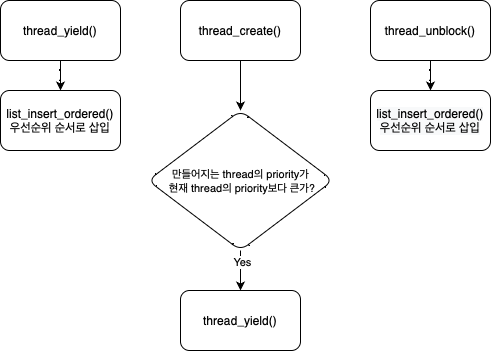 thread_yield()
thread_create()
thread_unblock()
list_insert_ordered()
우선순위 순서로 삽입
list_insert_ordered()
우선순위 순서로 삽입
만들어지는 thread의 priority가
현재 thread의 priority보다 큰가?
Yes
thread_yield()